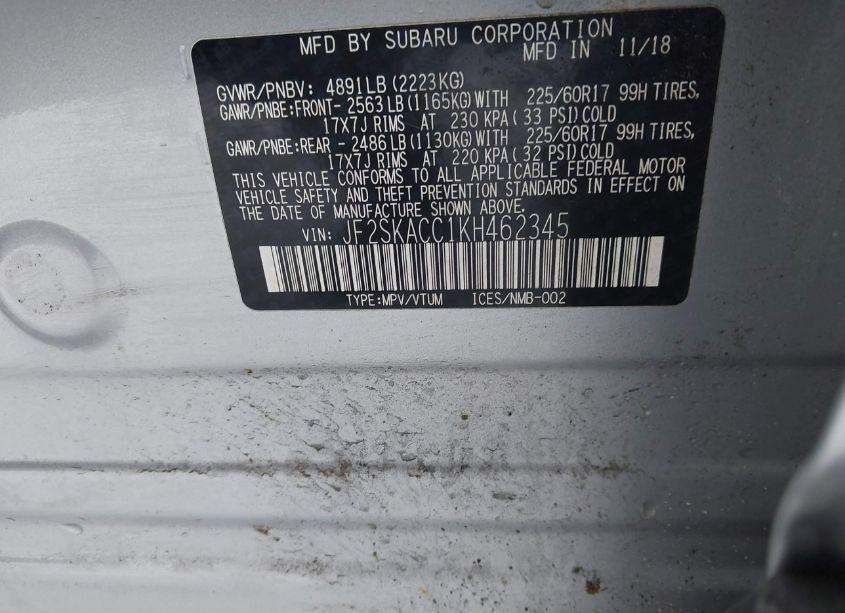 MFD BY SUBARU CORPORATION
MFD IN 11/18
GVWR/PNBV: 4891LB(2223KG)
GAWR/PNBE:FRONT- 2563LB(1165KG)WITH 225/60R17 99H TIRES,
17X7J RIMS AT 230 KPA(33 PSI)COLD
GAWR/PNBE:REAR - 2486LB(1130KG)WITH 225/60R17 99H TIRES,
17X7J RIMS AT 220 KPA(32 PSI)COLD
THIS VEHICLE CONFORMS TO ALL APPLICABLE FEDERAL MOTOR
VEHICLE SAFETY AND THEFT PREVENTION STANDARDS IN EFFECT ON
THE DATE OF MANUFACTURE SHOWN ABOVE.
VIN: JF2SKACC1KH462345
TYPE:MPV/VTUM ICES/NMB-002